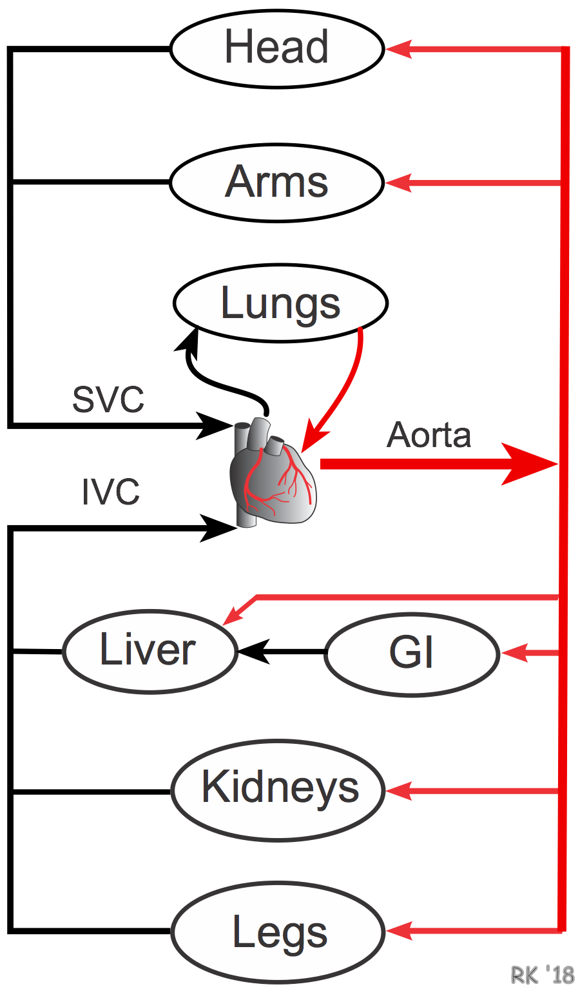 Head
Arms
Lungs
SVC
Aorta
IVC
Liver
GI
Kidneys
Legs
RK '18